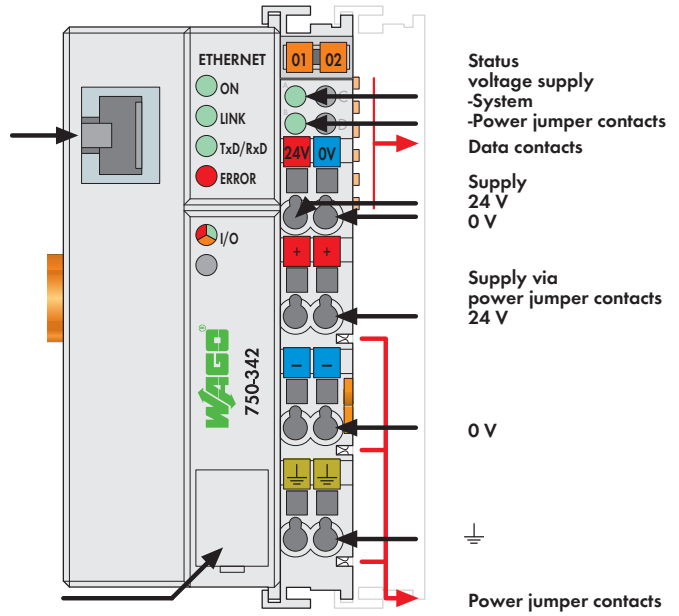 ETHERNET
ON
LINK
TxD/RxD
ERROR
I/O
WAGO®
750-342
01 02
A C
B D
24V 0V
+ +
– –
Status
voltage supply
-System
-Power jumper contacts
Data contacts
Supply
24 V
0 V
Supply via
power jumper contacts
24 V
0 V
Power jumper contacts